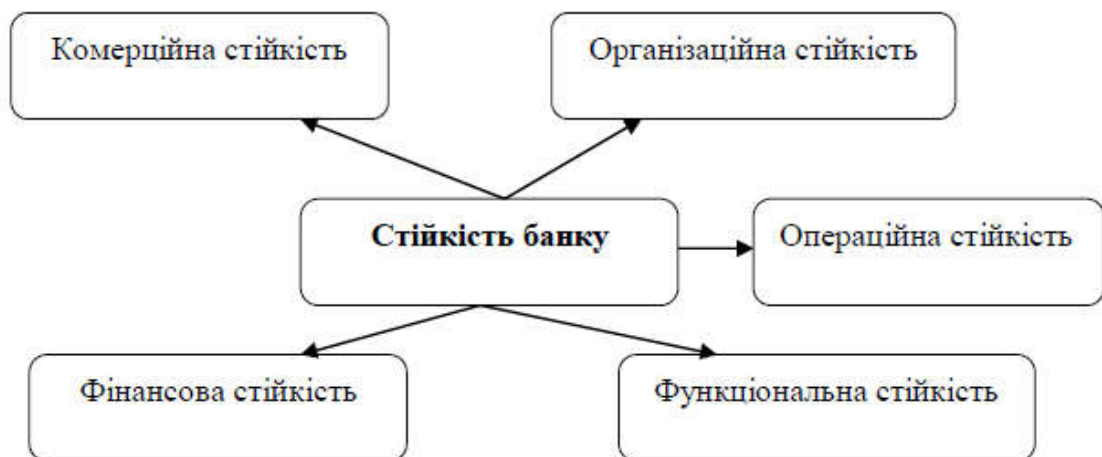 Комерційна стійкість
Організаційна стійкість
Стійкість банку
Операційна стійкість
Фінансова стійкість
Функціональна стійкість